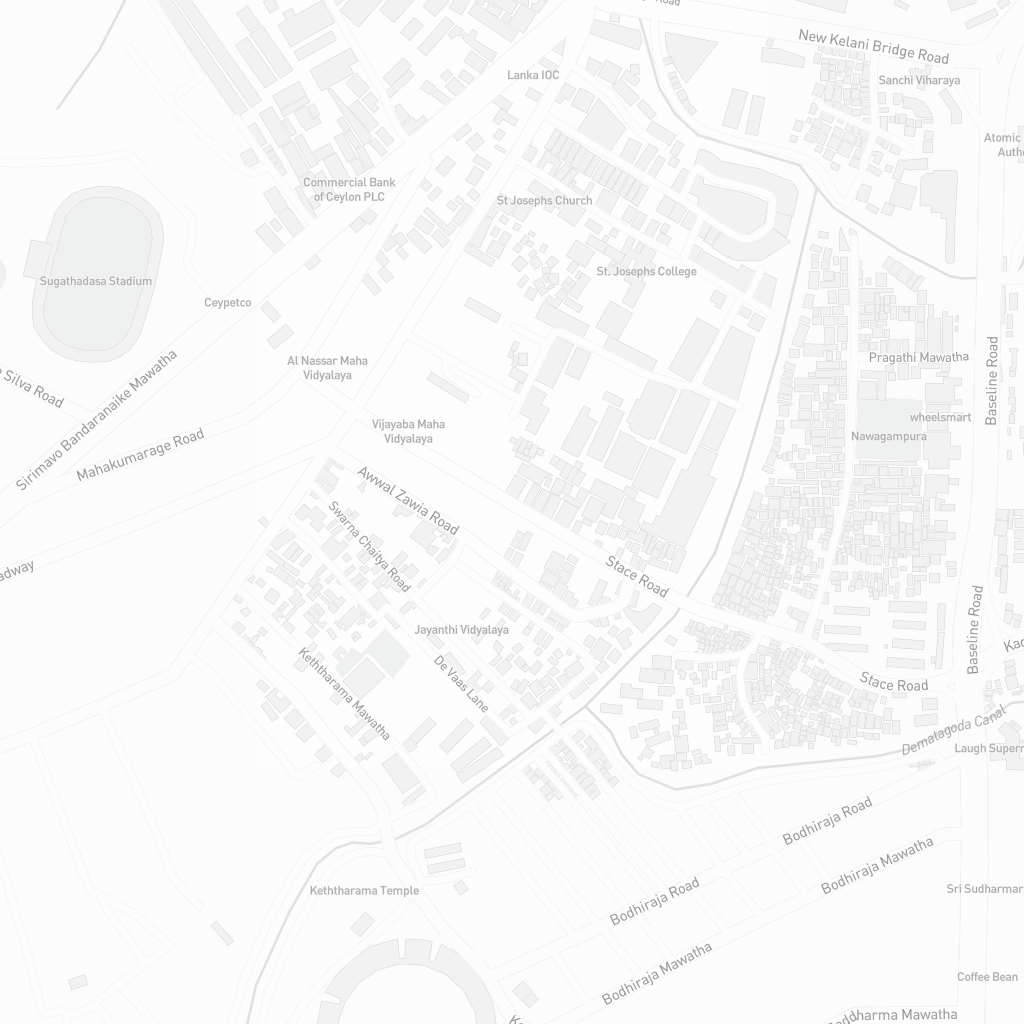 Road
New Kelani Bridge Road
Lanka IOC
Sanchi Viharaya
Atomic
Autho
Commercial Bank
of Ceylon PLC
St Josephs Church
St. Josephs College
Sugathadasa Stadium
Ceypetco
Al Nassar Maha
Vidyalaya
Pragathi Mawatha
Baseline Road
Silva Road
Sirimavo Bandaranaike Mawatha
wheelsmart
Vijayaba Maha
Vidyalaya
Nawagampura
Mahakumarage Road
Awwal Zawia Road
Swarna Chaitya Road
adway
Stace Road
Baseline Road
Jayanthi Vidyalaya
Keththarama Mawatha
De Vaas Lane
Stace Road
Dematagoda Canal
Laugh Superm
Bodhiraja Road
Bodhiraja Mawatha
Keththarama Temple
Bodhiraja Road
Sri Sudharmar
Bodhiraja Mawatha
Coffee Bean
harma Mawatha